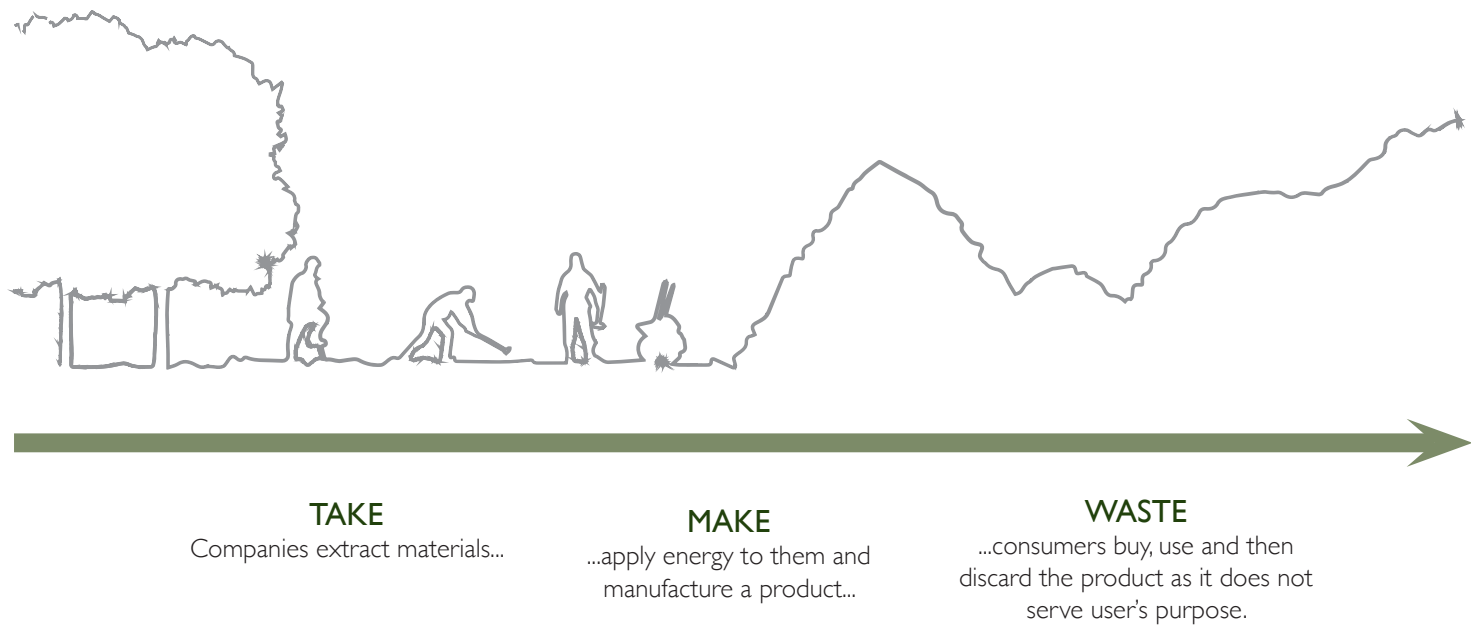 TAKE
Companies extract materials...
MAKE
...apply energy to them and
manufacture a product...
WASTE
...consumers buy, use and then
discard the product as it does not
serve user's purpose.